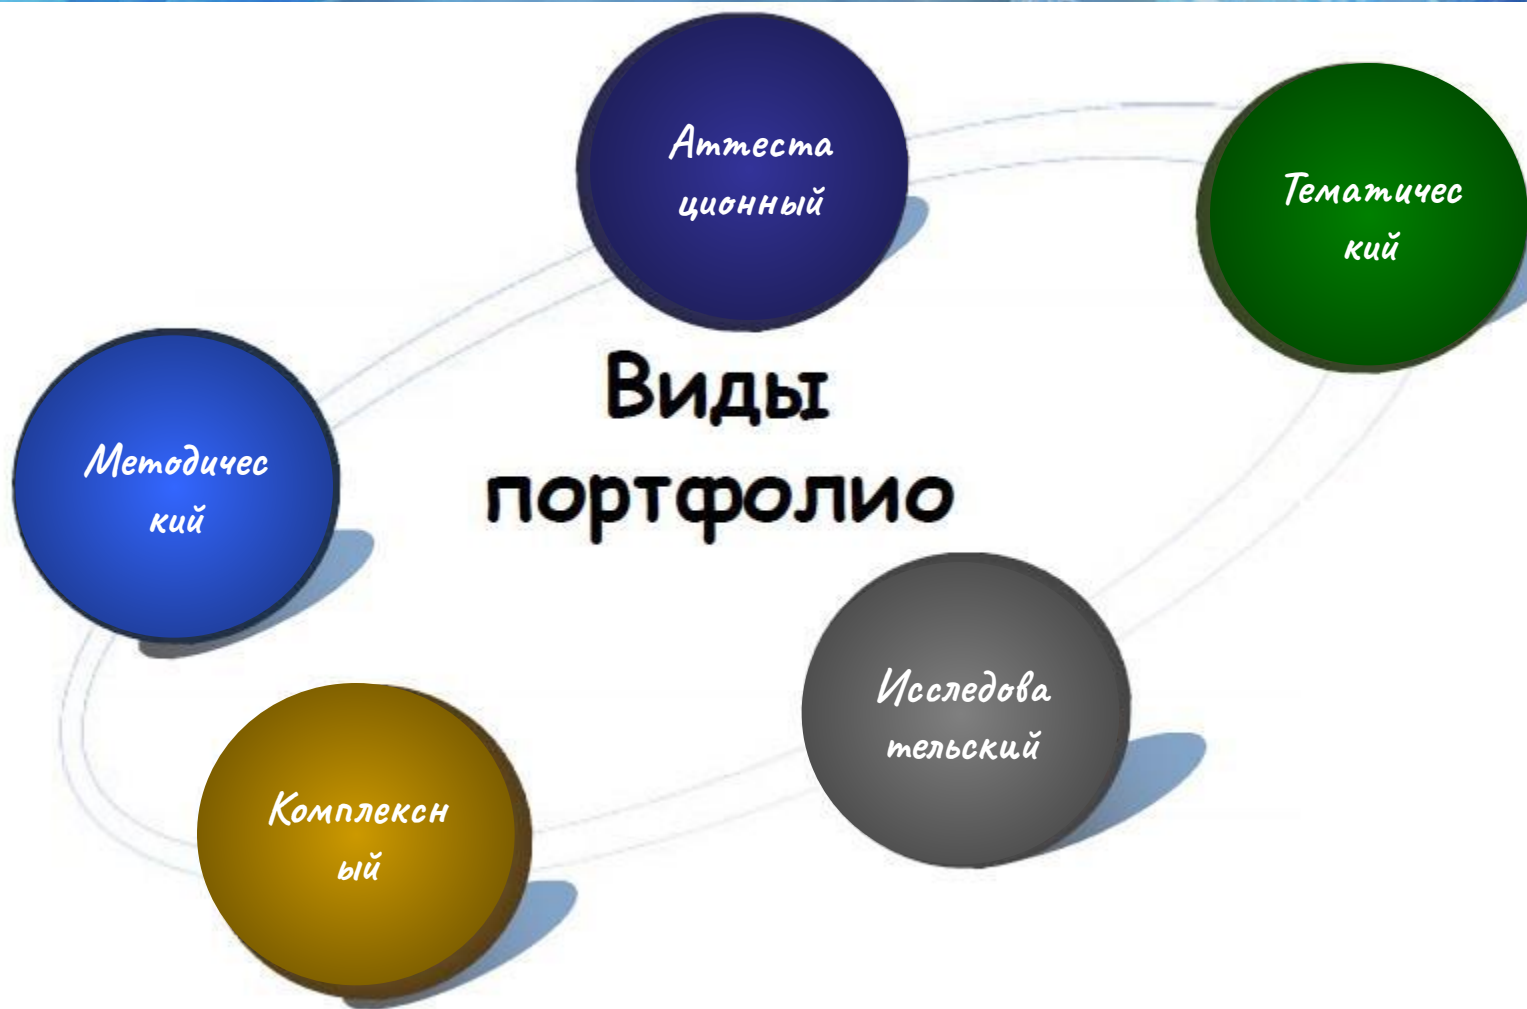 Аттеста
ционный
Тематичес
кий
Виды
портфолио
Методичес
кий
Исследова
тельский
Комплексн
ый